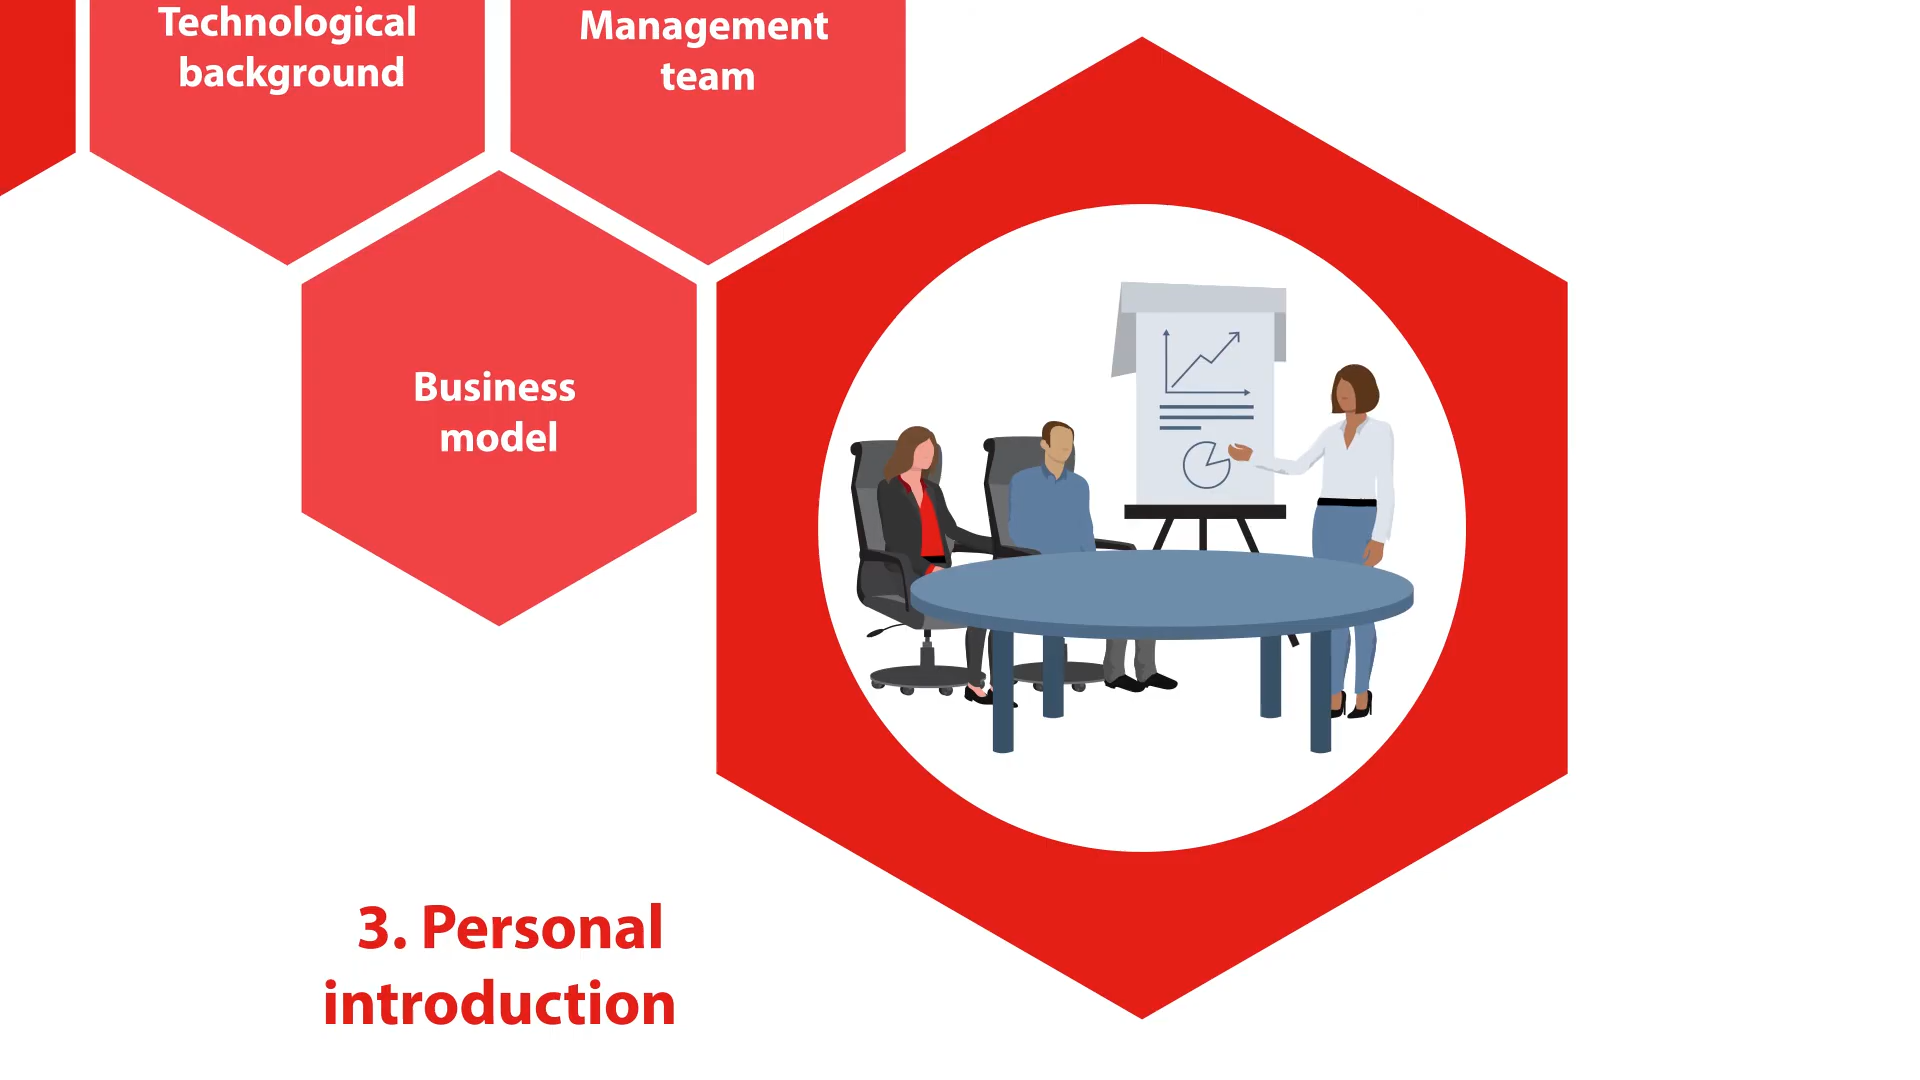 Technological
background
Management
team
Business
model
3. Personal
introduction